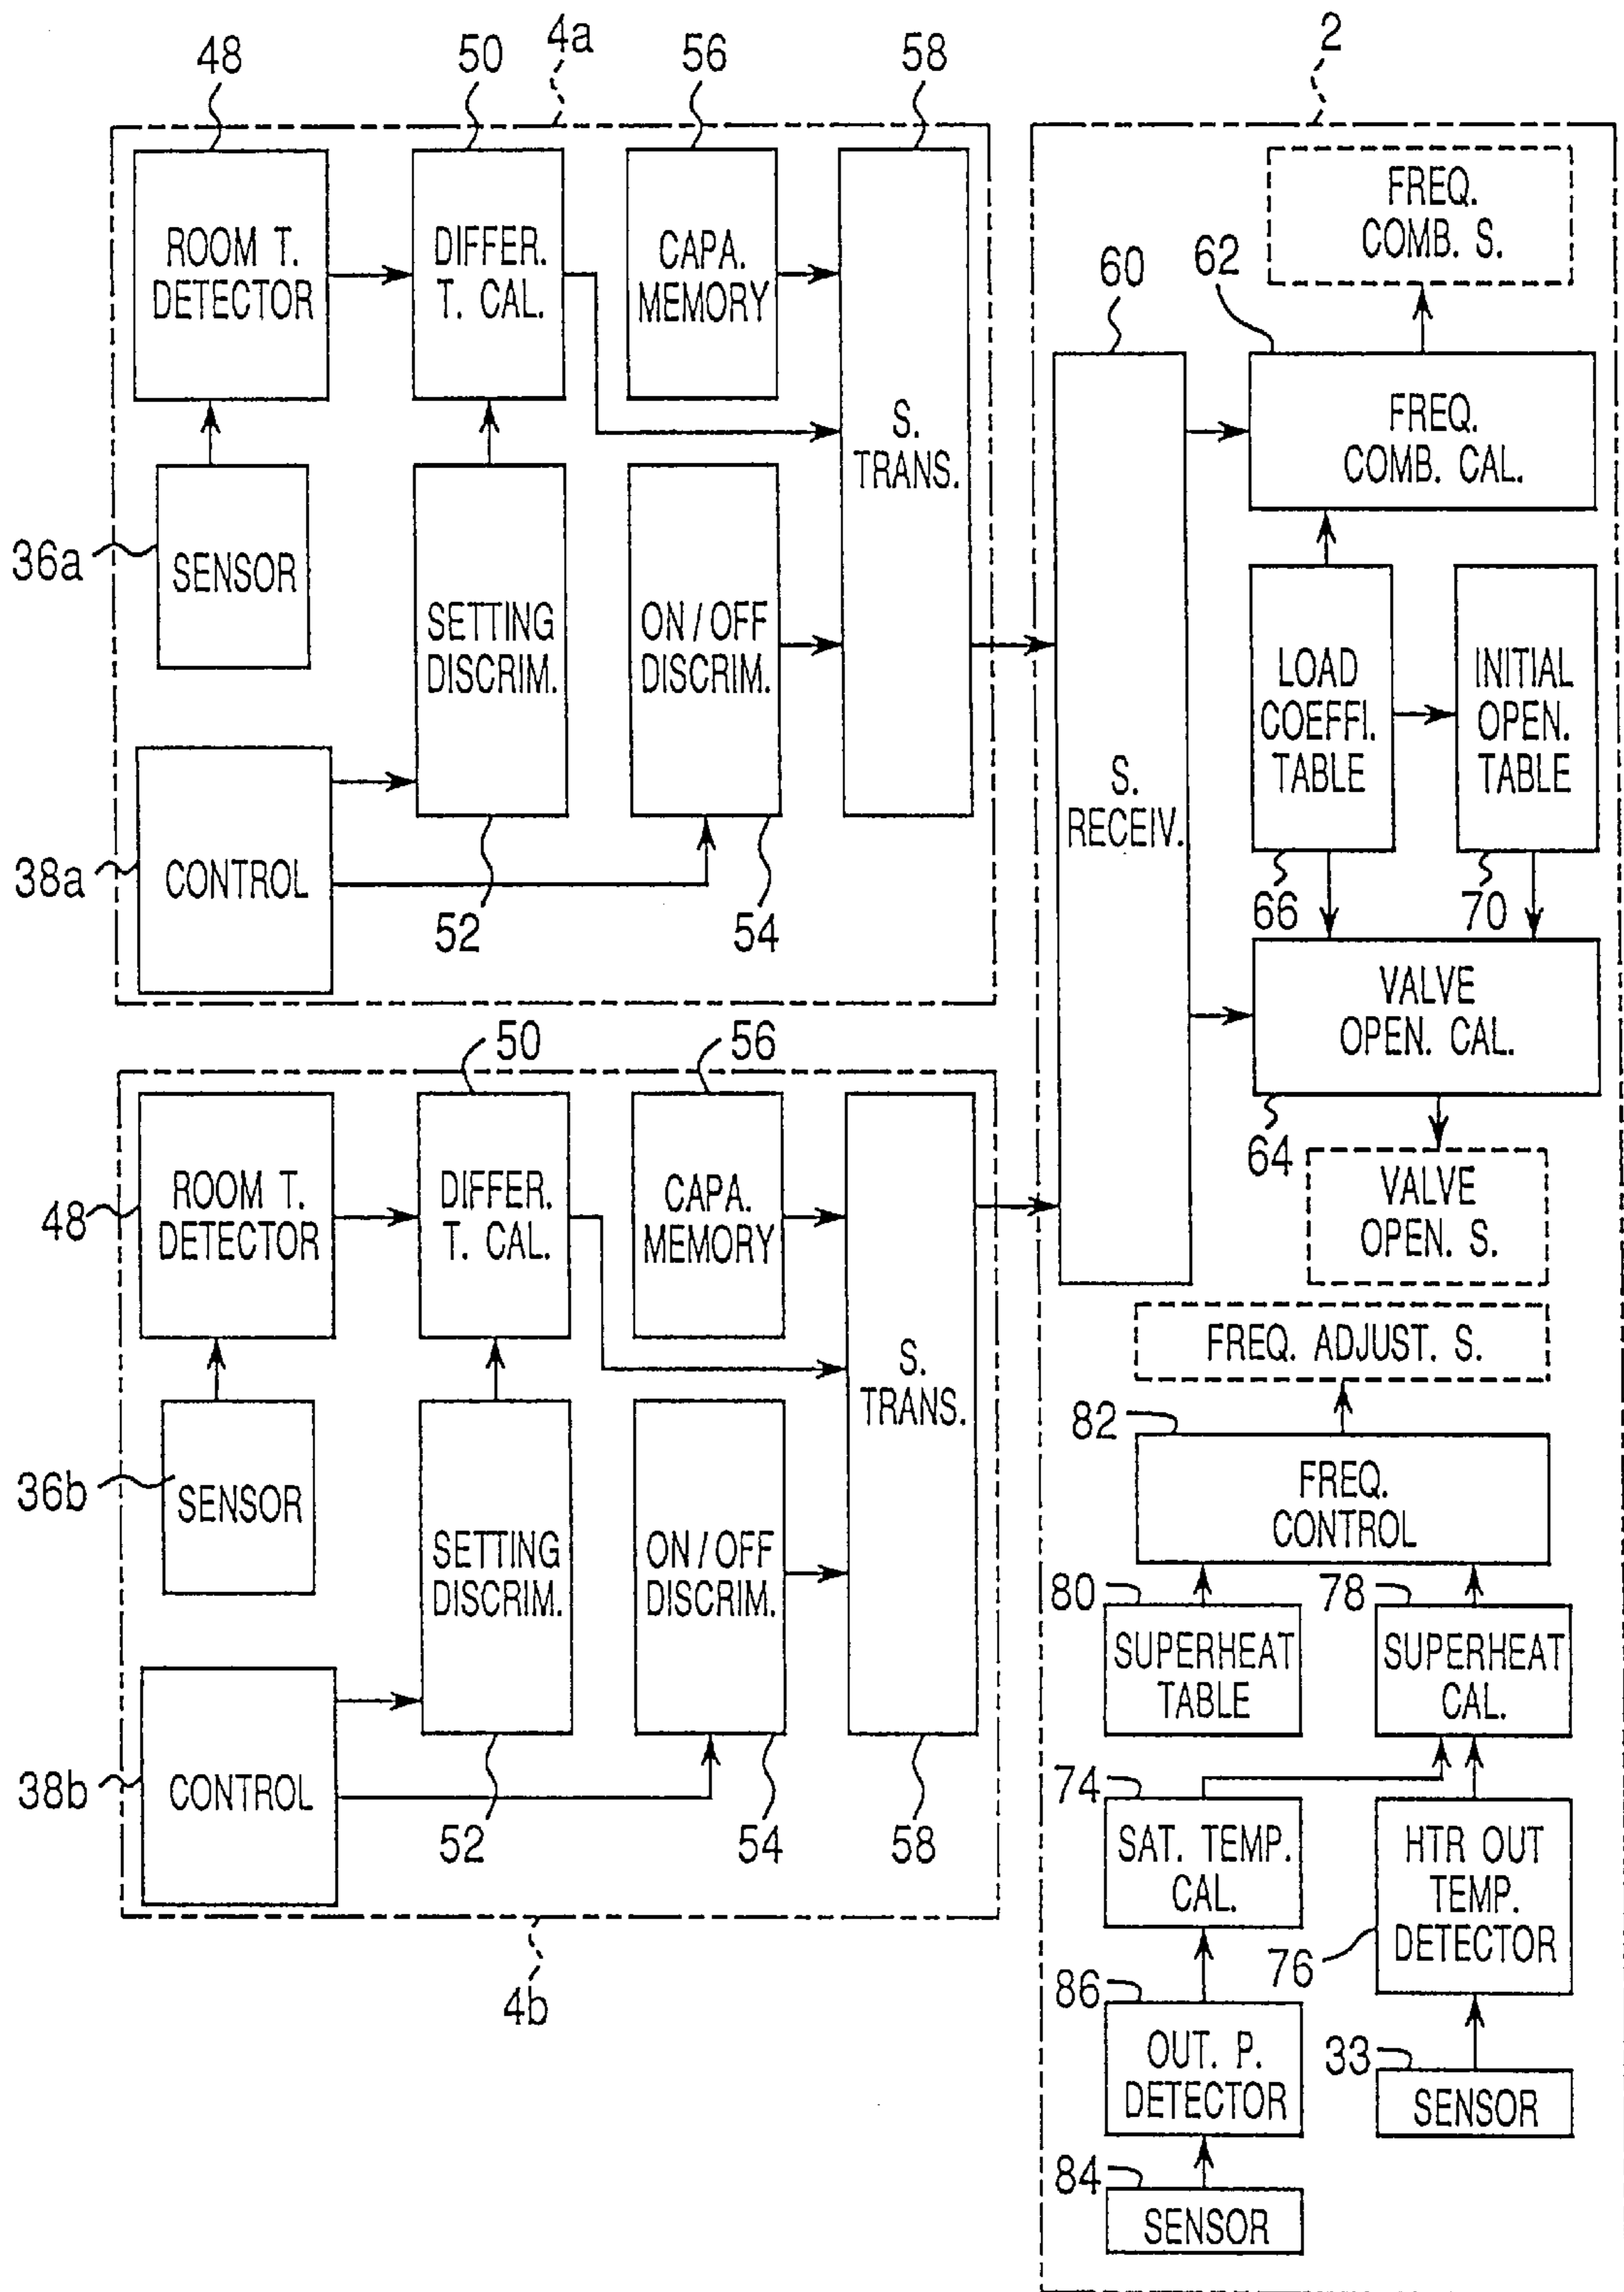 48
50
4a
56
58
2
ROOM T.
DETECTOR
DIFFER.
T. CAL.
CAPA.
MEMORY
S.
TRANS.
36a
SENSOR
SETTING
DISCRIM.
ON / OFF
DISCRIM.
38a
CONTROL
52
54
FREQ.
COMB. S.
60
62
FREQ.
COMB. CAL.
S.
RECEIV.
LOAD
COEFFI.
TABLE
INITIAL
OPEN.
TABLE
66
70
VALVE
OPEN. CAL.
64
VALVE
OPEN. S.
50
56
48
ROOM T.
DETECTOR
DIFFER.
T. CAL.
CAPA.
MEMORY
S.
TRANS.
36b
SENSOR
SETTING
DISCRIM.
ON / OFF
DISCRIM.
38b
CONTROL
52
54
58
4b
FREQ. ADJUST. S.
82
FREQ.
CONTROL
80
78
SUPERHEAT
TABLE
SUPERHEAT
CAL.
74
SAT. TEMP.
CAL.
HTR OUT
TEMP.
DETECTOR
76
86
OUT. P.
DETECTOR
33
SENSOR
84
SENSOR